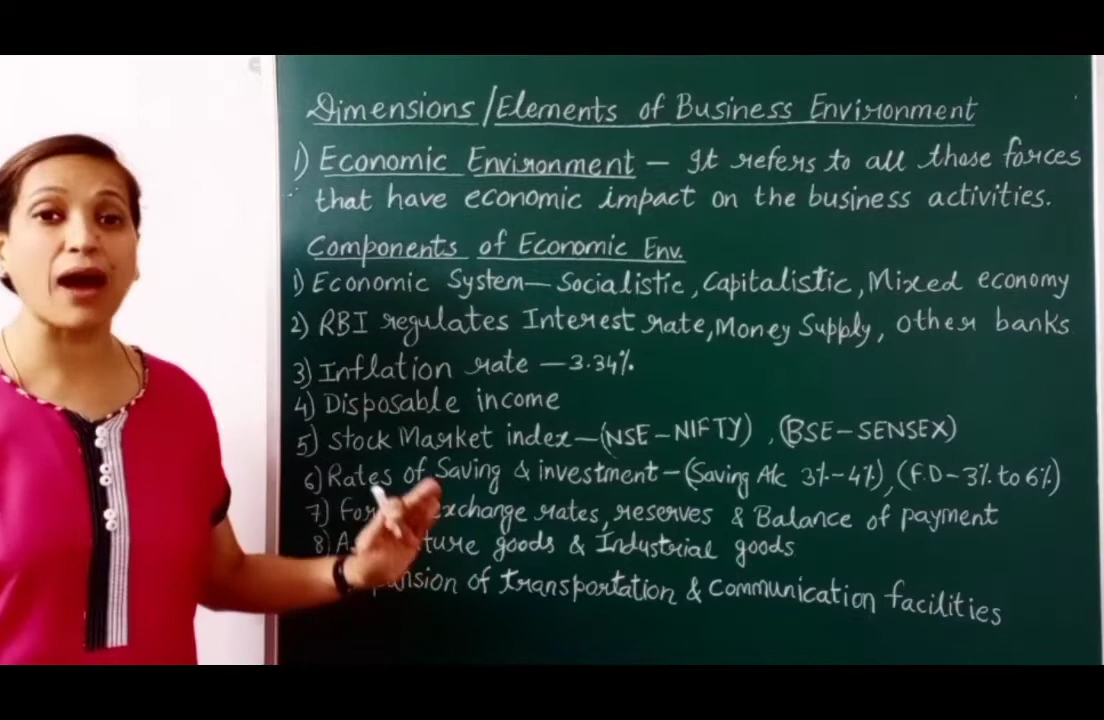 Dimensions/Elements of Business Environment
1) Economic Environment – It refers to all those forces
that have economic impact on the business activities.
Components of Economic Env.
1) Economic System – Socialistic, Capitalistic, Mixed economy
2) RBI regulates Interest rate, Money Supply, other banks
3) Inflation rate – 3.34%
4) Disposable income
5) Stock Market index – (NSE – NIFTY), (BSE – SENSEX)
6) Rates of Saving & investment – (Saving A/c 3% - 4%), (F.D – 3% to 6%)
7) exchange rates, reserves & Balance of payment
8) goods & Industrial goods
of transportation & communication facilities